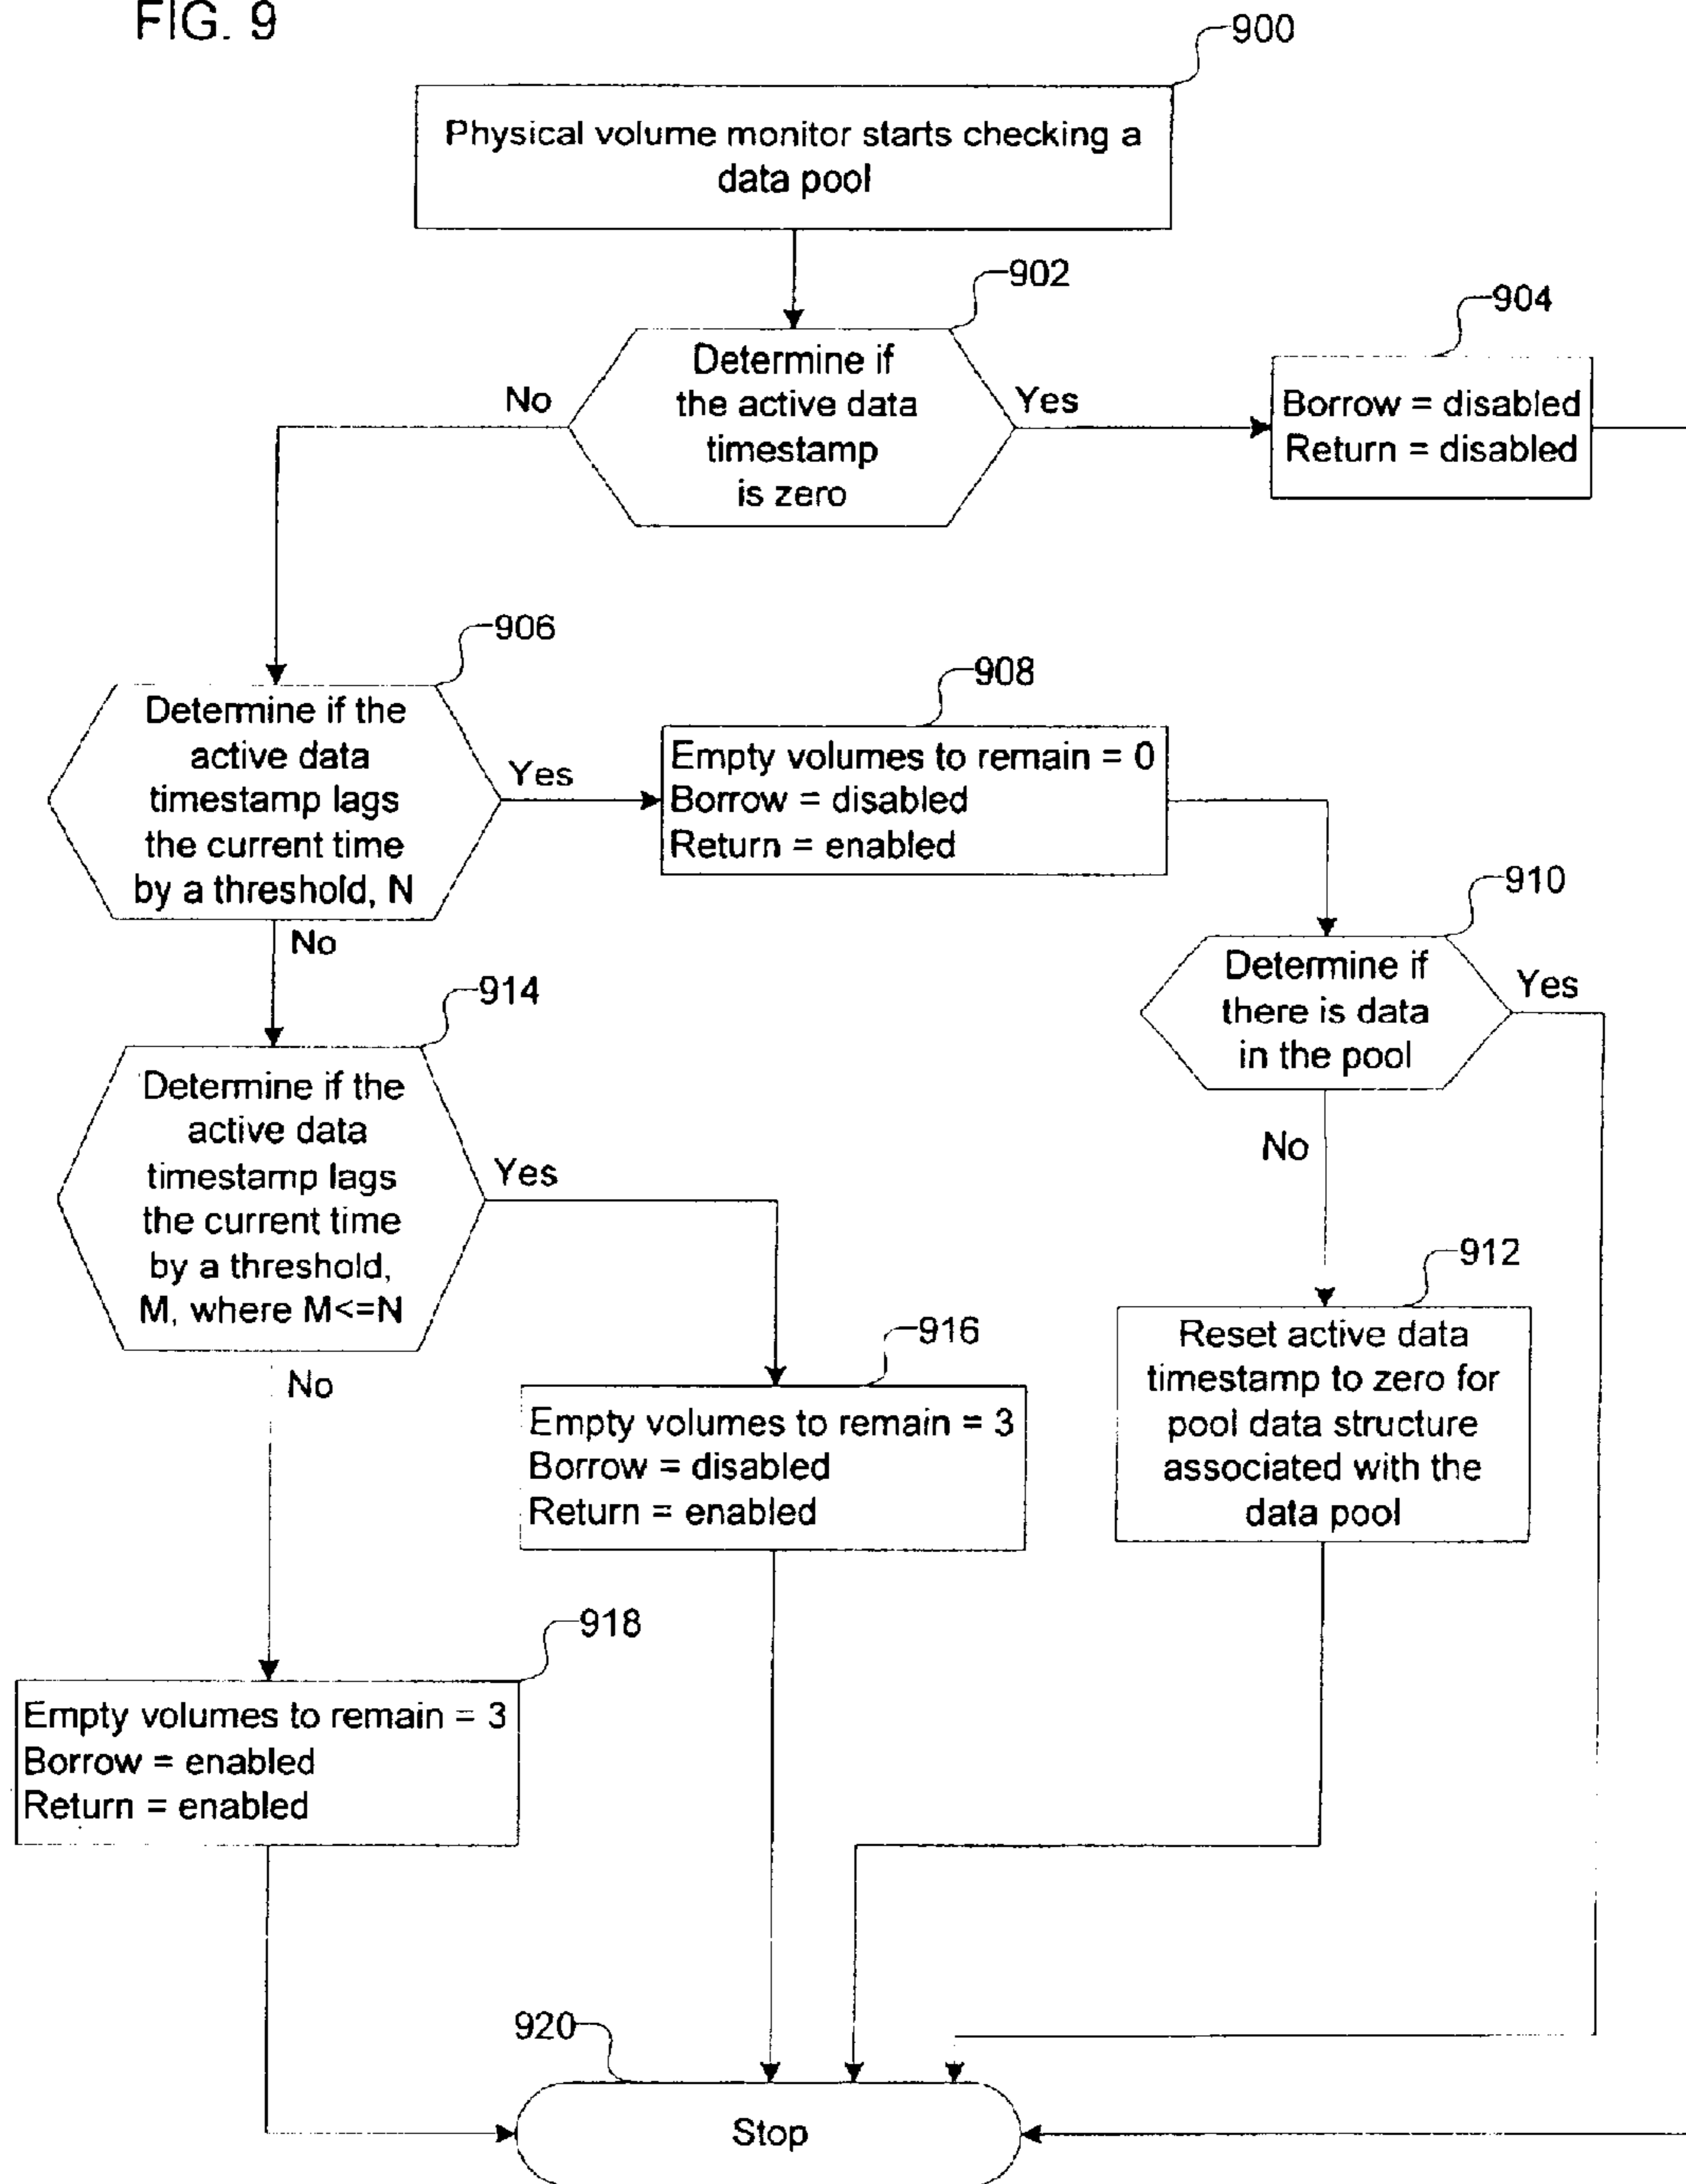 FIG. 9
900
Physical volume monitor starts checking a
data pool
902
Determine if
the active data
timestamp
is zero
No
Yes
904
Borrow = disabled
Return = disabled
906
Determine if the
active data
timestamp lags
the current time
by a threshold, N
Yes
No
908
Empty volumes to remain = 0
Borrow = disabled
Return = enabled
910
Determine if
there is data
in the pool
Yes
No
912
Reset active data
timestamp to zero for
pool data structure
associated with the
data pool
914
Determine if the
active data
timestamp lags
the current time
by a threshold,
M, where M<=N
Yes
No
916
Empty volumes to remain = 3
Borrow = disabled
Return = enabled
918
Empty volumes to remain = 3
Borrow = enabled
Return = enabled
920
Stop